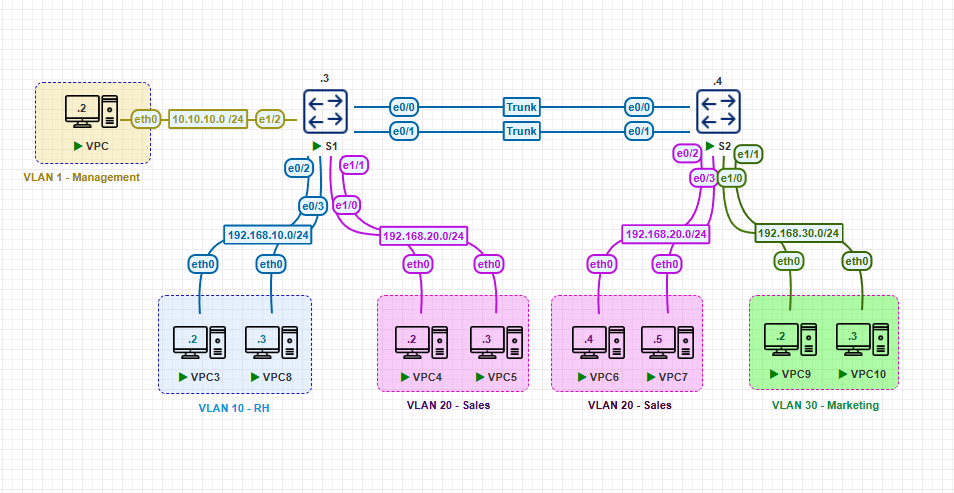 .3
.4
.2
eth0
10.10.10.0 /24
e1/2
e0/0
Trunk
e0/0
e0/1
Trunk
e0/1
VPC
S1
S2
VLAN 1 - Management
e0/2
e1/1
e0/2
e1/1
e0/3
e1/0
e0/3
e1/0
192.168.10.0/24
192.168.20.0/24
192.168.20.0/24
192.168.30.0/24
eth0
eth0
eth0
eth0
eth0
eth0
eth0
eth0
.2
.3
.2
.3
.4
.5
.2
.3
VPC3
VPC8
VPC4
VPC5
VPC6
VPC7
VPC9
VPC10
VLAN 10 - RH
VLAN 20 - Sales
VLAN 20 - Sales
VLAN 30 - Marketing